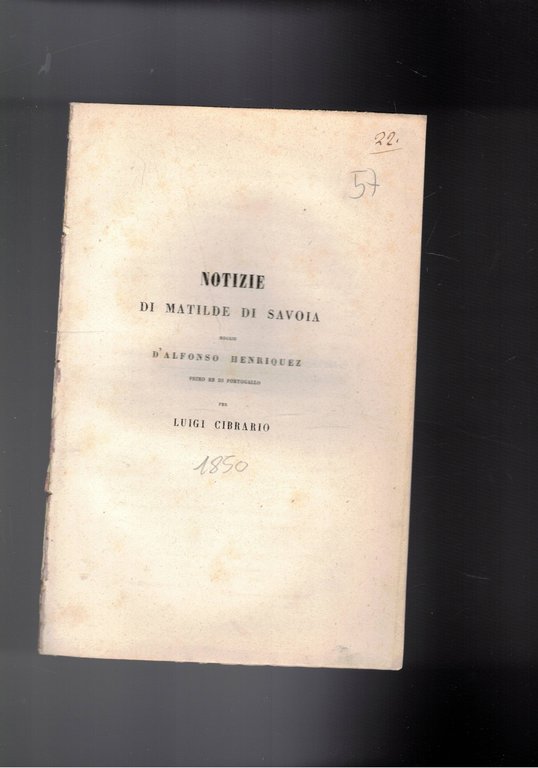 22.
57
NOTIZIE
DI MATILDE DI SAVOIA
MOGLIE
D'ALFONSO HENRIQUEZ
PRIMO RE DI PORTOGALLO
PER
LUIGI CIBRARIO
1850